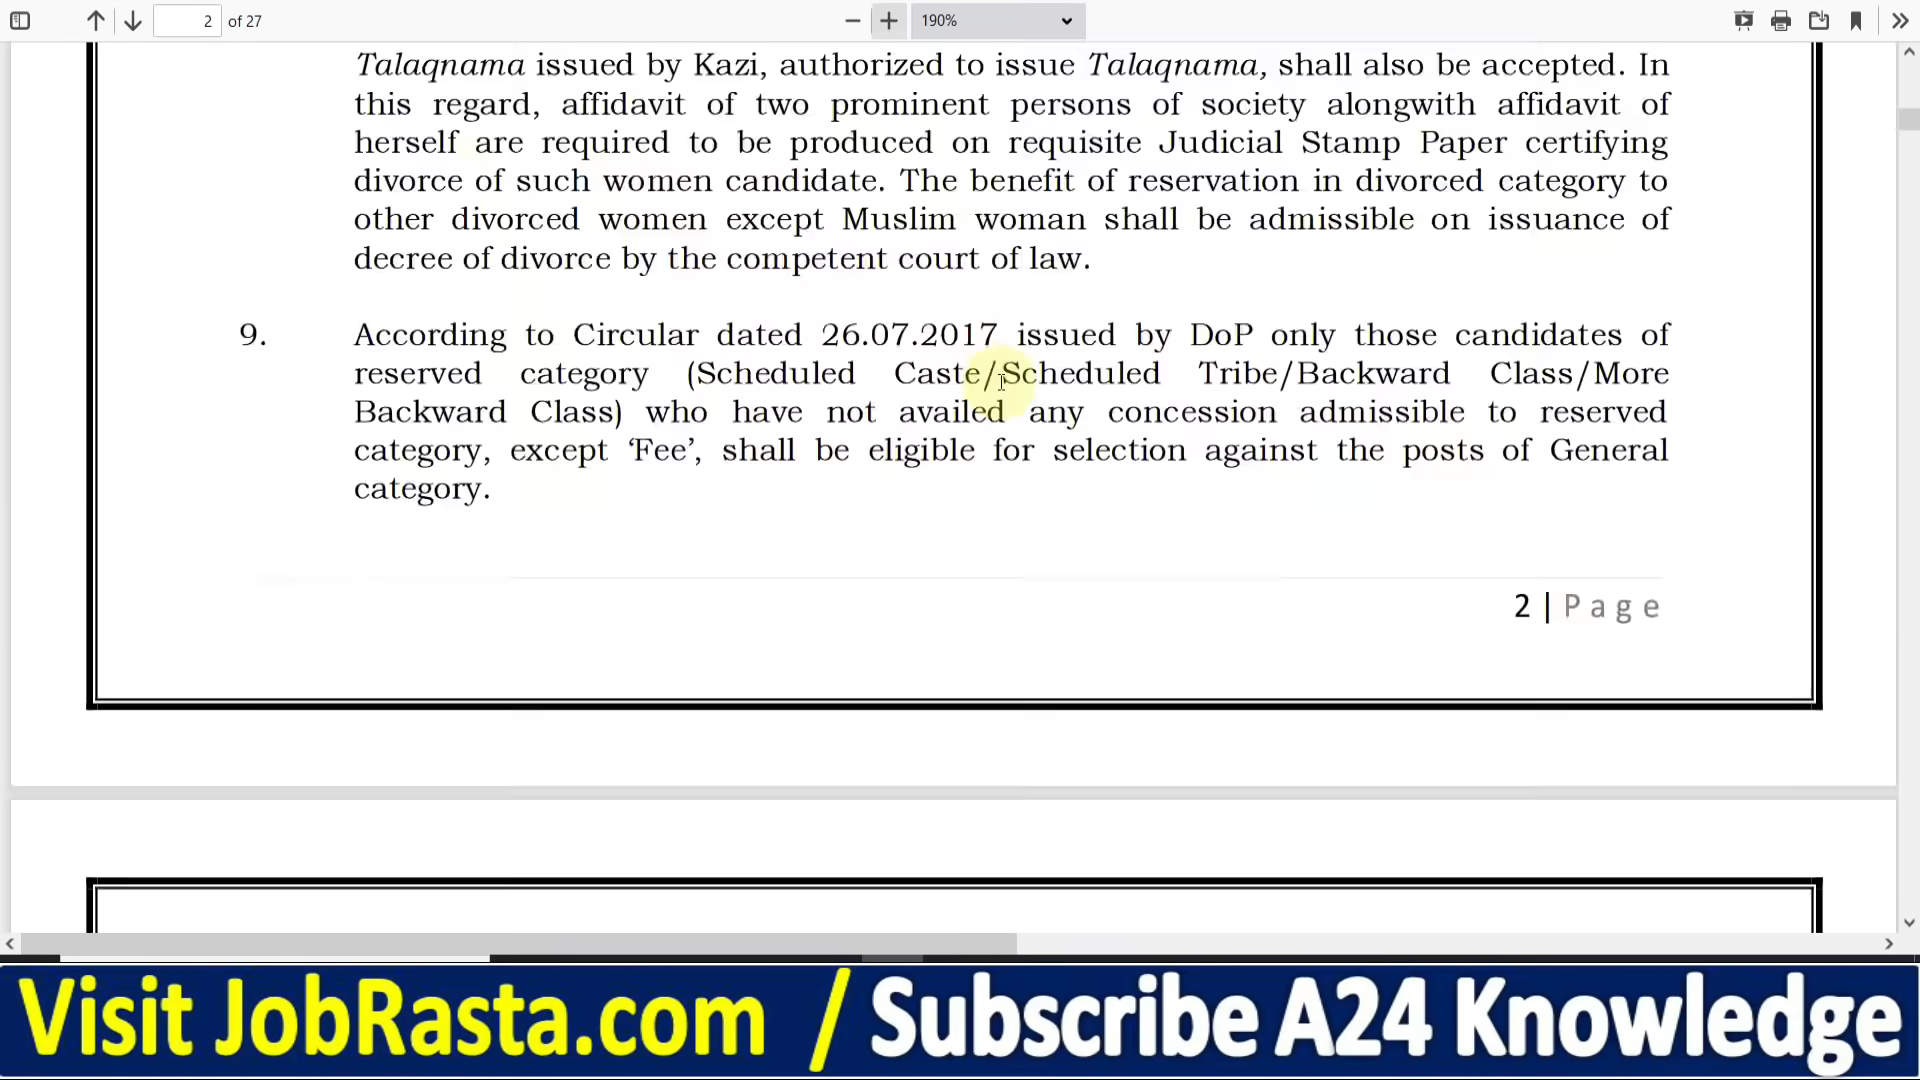 2 of 27 190%
Talaqnama issued by Kazi, authorized to issue Talaqnama, shall also be accepted. In
this regard, affidavit of two prominent persons of society alongwith affidavit of
herself are required to be produced on requisite Judicial Stamp Paper certifying
divorce of such women candidate. The benefit of reservation in divorced category to
other divorced women except Muslim woman shall be admissible on issuance of
decree of divorce by the competent court of law.
9. According to Circular dated 26.07.2017 issued by DoP only those candidates of
reserved category (Scheduled Caste/Scheduled Tribe/Backward Class/More
Backward Class) who have not availed any concession admissible to reserved
category, except ‘Fee’, shall be eligible for selection against the posts of General
category.
2 | Page
Visit JobRasta.com / Subscribe A24 Knowledge